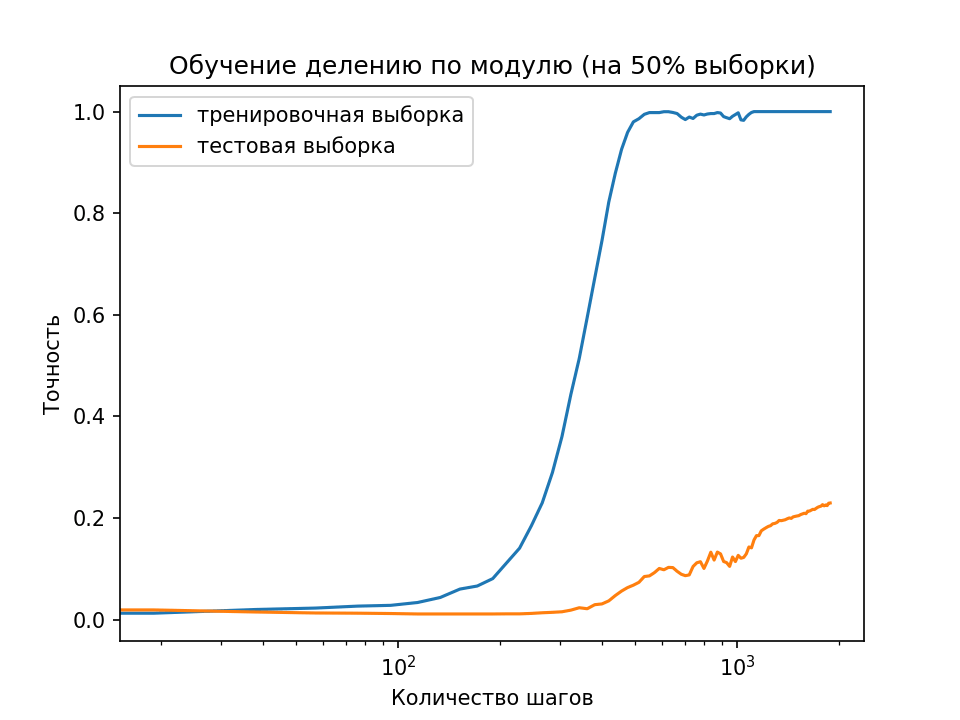 Обучение делению по модулю (на 50% выборки)
тренировочная выборка
тестовая выборка
1.0
0.8
0.6
0.4
0.2
0.0
Точность
10²
10³
Количество шагов